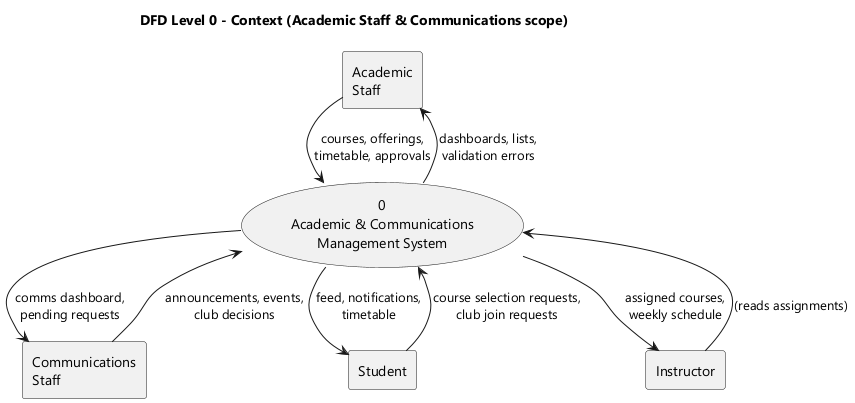 DFD Level 0 - Context (Academic Staff & Communications scope)
Academic
Staff
courses, offerings,
timetable, approvals
dashboards, lists,
validation errors
0
Academic & Communications
Management System
comms dashboard,
pending requests
announcements, events,
club decisions
feed, notifications,
timetable
course selection requests,
club join requests
assigned courses,
weekly schedule
(reads assignments)
Communications
Staff
Student
Instructor